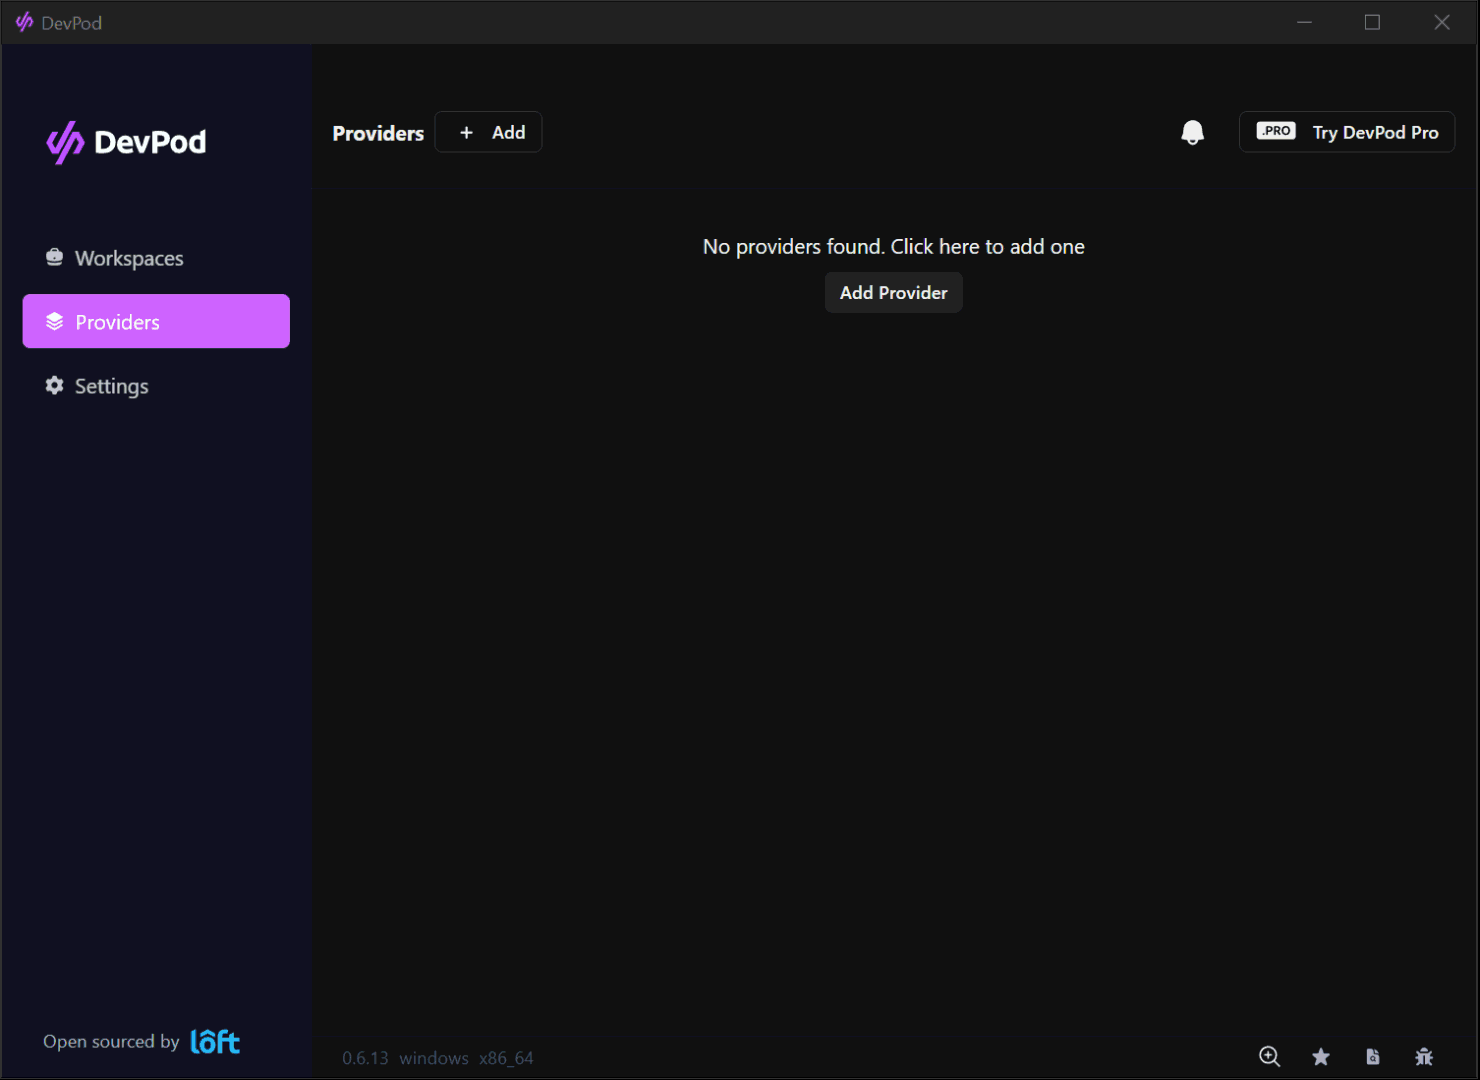 DevPod
DevPod
Providers
+ Add
.PRO Try DevPod Pro
Workspaces
Providers
Settings
No providers found. Click here to add one
Add Provider
Open sourced by lôft
0.6.13 windows x86_64